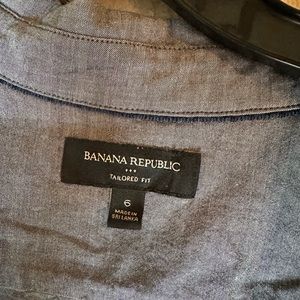 BANANA REPUBLIC
TAILORED FIT
6
MADE IN
SRI LANKA